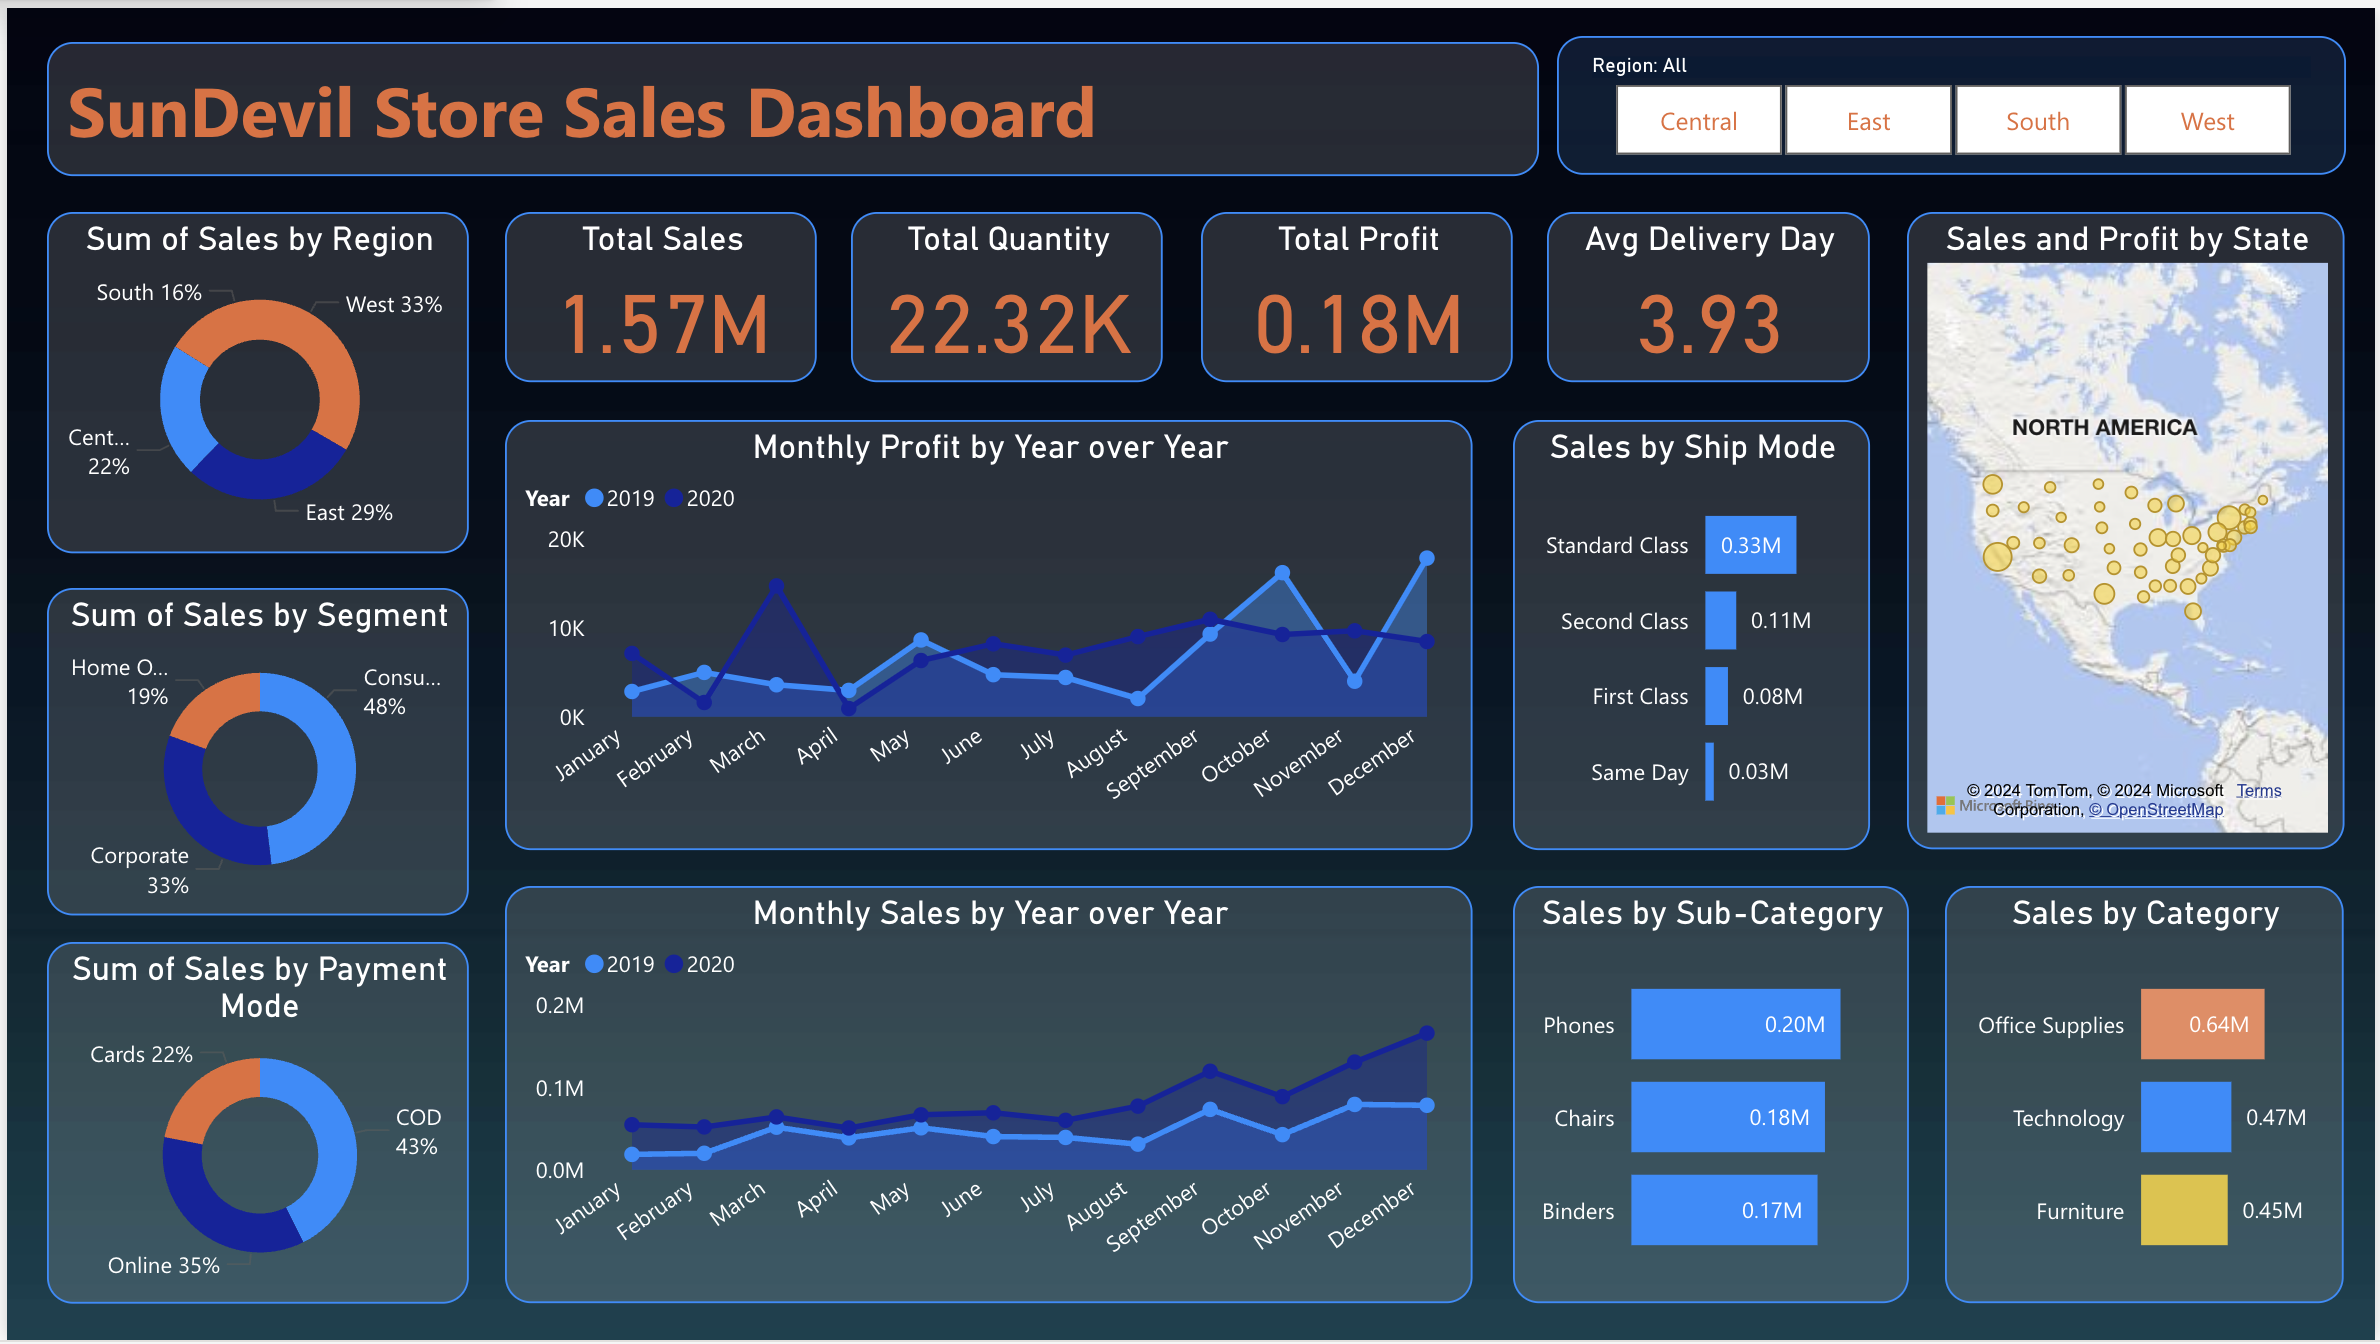 SunDevil Store Sales Dashboard
Region: All
Central
East
South
West
Sum of Sales by Region
South 16%
West 33%
Cent...
22%
East 29%
Total Sales
1.57M
Total Quantity
22.32K
Total Profit
0.18M
Avg Delivery Day
3.93
Sales and Profit by State
NORTH AMERICA
© 2024 TomTom, © 2024 Microsoft Terms
Corporation, © OpenStreetMap
Microsoft Bing
Monthly Profit by Year over Year
Year 2019 2020
20K
10K
0K
January
February
March
April
May
June
July
August
September
October
November
December
Sales by Ship Mode
Standard Class 0.33M
Second Class 0.11M
First Class 0.08M
Same Day 0.03M
Sum of Sales by Segment
Home O...
19%
Consu...
48%
Corporate
33%
Sum of Sales by Payment
Mode
Cards 22%
COD
43%
Online 35%
Monthly Sales by Year over Year
Year 2019 2020
0.2M
0.1M
0.0M
January
February
March
April
May
June
July
August
September
October
November
December
Sales by Sub-Category
Phones 0.20M
Chairs 0.18M
Binders 0.17M
Sales by Category
Office Supplies 0.64M
Technology 0.47M
Furniture 0.45M